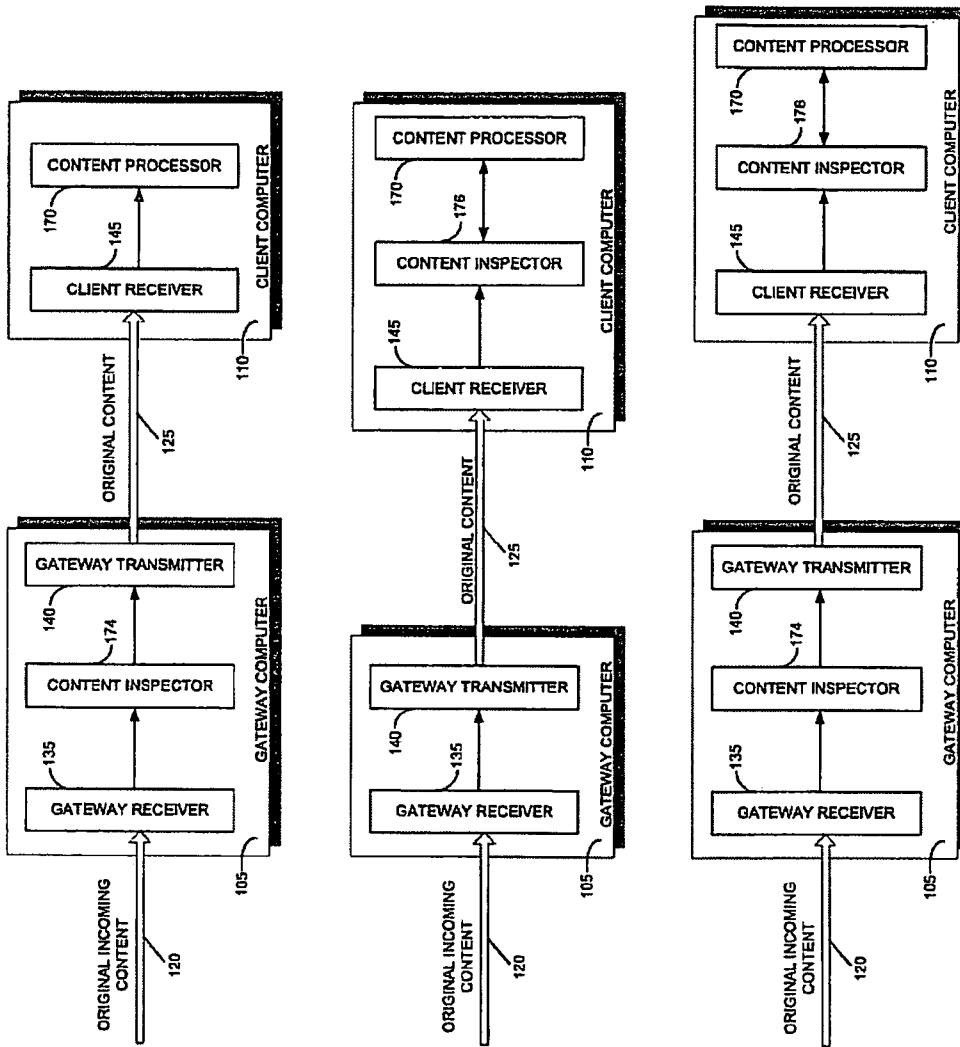 ORIGINAL INCOMING
CONTENT
120
105
GATEWAY RECEIVER
135
CONTENT INSPECTOR
174
GATEWAY TRANSMITTER
140
GATEWAY COMPUTER
ORIGINAL CONTENT
125
110
CLIENT RECEIVER
145
CONTENT PROCESSOR
170
CLIENT COMPUTER
ORIGINAL INCOMING
CONTENT
120
105
GATEWAY RECEIVER
135
GATEWAY TRANSMITTER
140
GATEWAY COMPUTER
ORIGINAL CONTENT
125
110
CLIENT RECEIVER
145
CONTENT INSPECTOR
176
CONTENT PROCESSOR
170
CLIENT COMPUTER
ORIGINAL INCOMING
CONTENT
120
105
GATEWAY RECEIVER
135
CONTENT INSPECTOR
174
GATEWAY TRANSMITTER
140
GATEWAY COMPUTER
ORIGINAL CONTENT
125
110
CLIENT RECEIVER
145
CONTENT INSPECTOR
176
CONTENT PROCESSOR
170
CLIENT COMPUTER